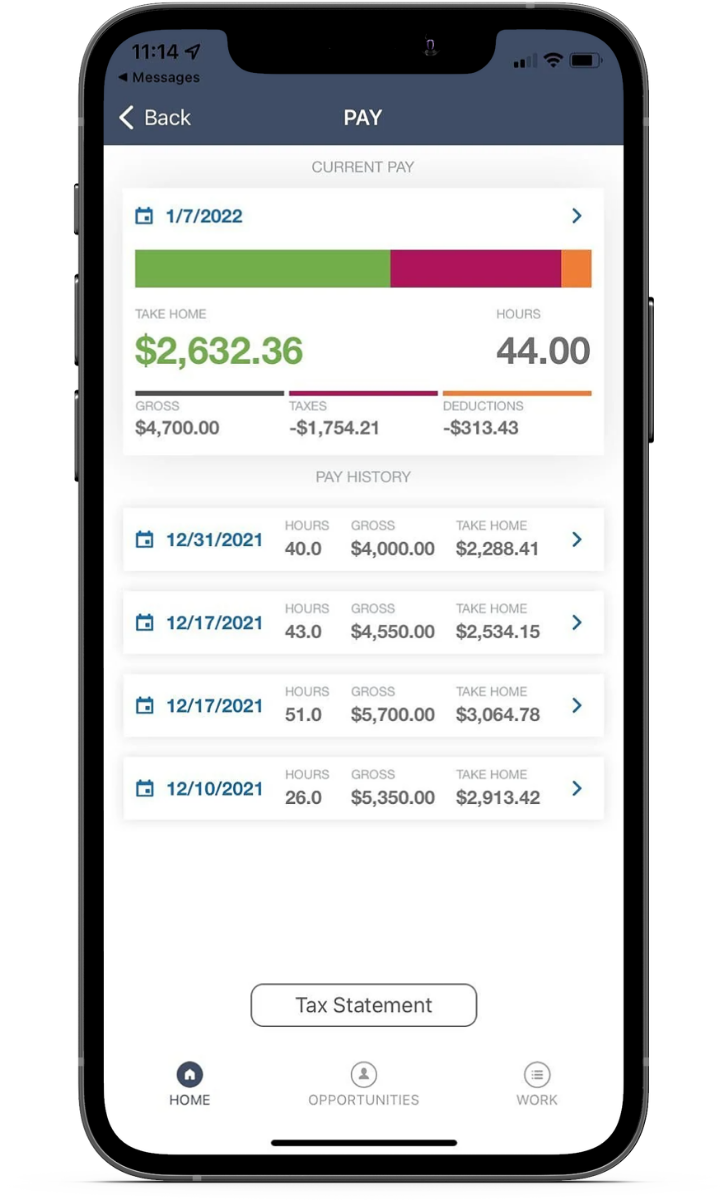 11:14
◀ Messages
Back
PAY
CURRENT PAY
1/7/2022
TAKE HOME HOURS
$2,632.36 44.00
GROSS TAXES DEDUCTIONS
$4,700.00 -$1,754.21 -$313.43
PAY HISTORY
HOURS GROSS TAKE HOME
12/31/2021 40.0 $4,000.00 $2,288.41
HOURS GROSS TAKE HOME
12/17/2021 43.0 $4,550.00 $2,534.15
HOURS GROSS TAKE HOME
12/17/2021 51.0 $5,700.00 $3,064.78
HOURS GROSS TAKE HOME
12/10/2021 26.0 $5,350.00 $2,913.42
Tax Statement
HOME OPPORTUNITIES WORK